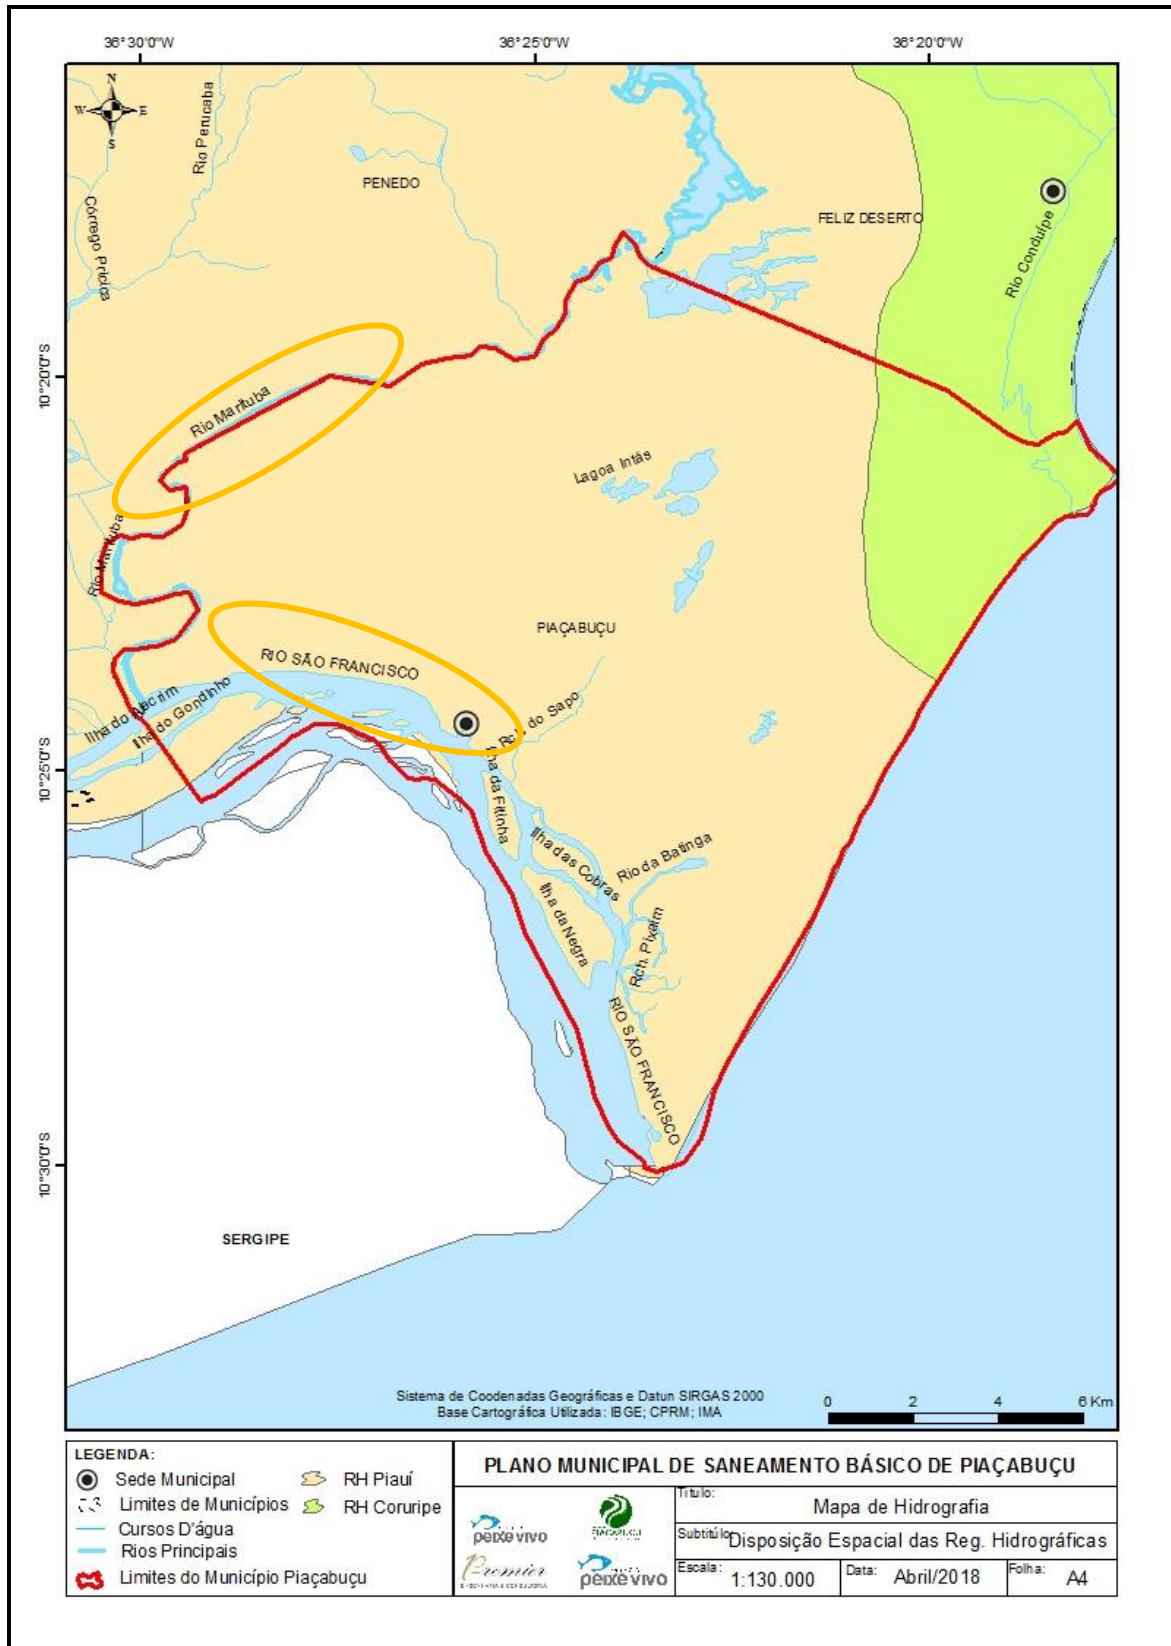 36°30'0"W 36°25'0"W 36°20'0"W
N
W E
S
Rio Perucaba
Córrego Priciça
PENEDO
FELIZ DESERTO
Rio Conduípe
10°20'0"S
Rio Marituba
Lagoa Intás
Rio Marituba
PIAÇABUÇU
RIO SÃO FRANCISCO
Ilha do Alecrim
Ilha do Gondinho
Rch. do Sapo
10°25'0"S
Ilha da Fitinha
Ilha das Cobras
Rio da Batinga
Ilha da Negra
Rch. Pixaim
RIO SÃO FRANCISCO
10°30'0"S
SERGIPE
Sistema de Coodenadas Geográficas e Datun SIRGAS 2000
Base Cartográfica Utilizada: IBGE; CPRM; IMA
0 2 4 6 Km
LEGENDA:
Sede Municipal
Limites de Municípios
Cursos D'água
Rios Principais
Limites do Município Piaçabuçu
RH Piauí
RH Coruripe
PLANO MUNICIPAL DE SANEAMENTO BÁSICO DE PIAÇABUÇU
peixe vivo
PIAÇABUÇU
Premier
peixe vivo
Título:
Mapa de Hidrografia
Subtítulo:
Disposição Espacial das Reg. Hidrográficas
Escala: 1:130.000
Data: Abril/2018
Folha: A4